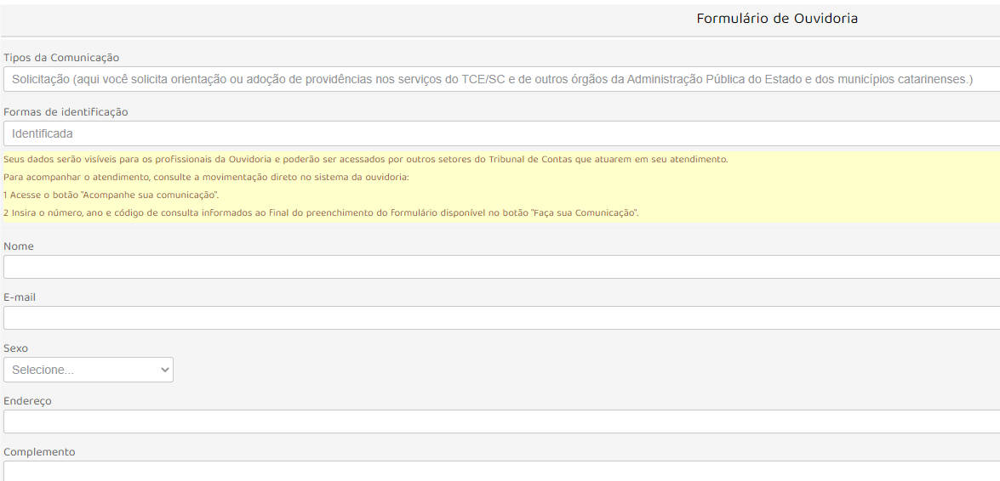 Formulário de Ouvidoria
Tipos da Comunicação
Solicitação (aqui você solicita orientação ou adoção de providências nos serviços do TCE/SC e de outros órgãos da Administração Pública do Estado e dos municípios catarinenses.)
Formas de identificação
Identificada
Seus dados serão visíveis para os profissionais da Ouvidoria e poderão ser acessados por outros setores do Tribunal de Contas que atuarem em seu atendimento.
Para acompanhar o atendimento, consulte a movimentação direto no sistema da ouvidoria:
1 Acesse o botão "Acompanhe sua comunicação".
2 Insira o número, ano e código de consulta informados ao final do preenchimento do formulário disponível no botão "Faça sua Comunicação".
Nome
E-mail
Sexo
Selecione...
Endereço
Complemento